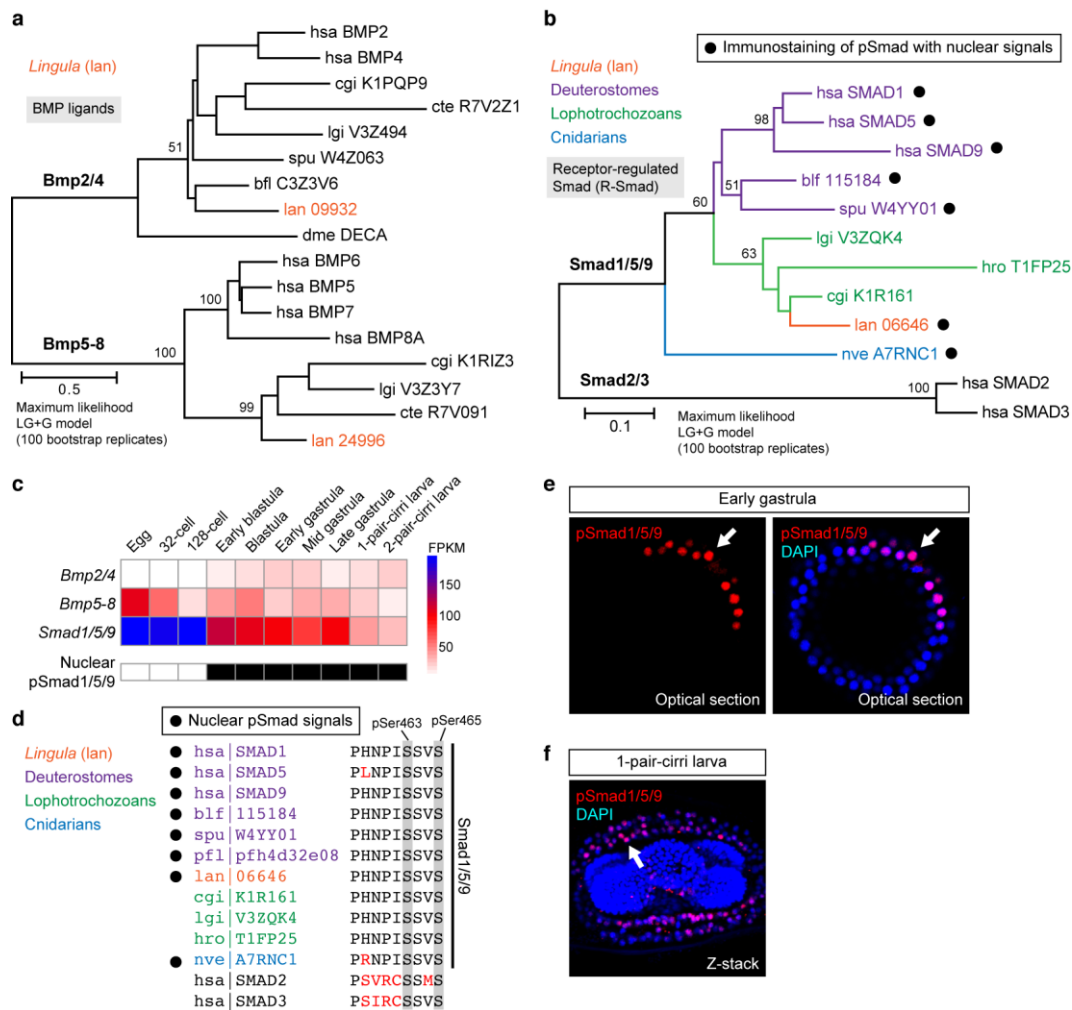 a
Lingula (lan)
BMP ligands
hsa BMP2
hsa BMP4
cgi K1PQP9
cte R7V2Z1
lgi V3Z494
51
spu W4Z063
Bmp2/4
bfl C3Z3V6
lan 09932
dme DECA
hsa BMP6
hsa BMP5
100
hsa BMP7
hsa BMP8A
Bmp5-8
100
cgi K1RIZ3
lgi V3Z3Y7
99
cte R7V091
lan 24996
0.5
Maximum likelihood
LG+G model
(100 bootstrap replicates)
b
● Immunostaining of pSmad with nuclear signals
Lingula (lan)
Deuterostomes
Lophotrochozoans
Cnidarians
Receptor-regulated
Smad (R-Smad)
hsa SMAD1 ●
98
hsa SMAD5 ●
hsa SMAD9 ●
blf 115184 ●
51
spu W4YY01 ●
60
lgi V3ZQK4
63
hro T1FP25
Smad1/5/9
cgi K1R161
lan 06646 ●
nve A7RNC1 ●
Smad2/3
100
hsa SMAD2
hsa SMAD3
0.1
Maximum likelihood
LG+G model
(100 bootstrap replicates)
c
Egg
32-cell
128-cell
Early blastula
Blastula
Early gastrula
Mid gastrula
Late gastrula
1-pair-cirri larva
2-pair-cirri larva
FPKM
150
100
50
Bmp2/4
Bmp5-8
Smad1/5/9
Nuclear
pSmad1/5/9
d
● Nuclear pSmad signals
pSer463
pSer465
Lingula (lan)
Deuterostomes
Lophotrochozoans
Cnidarians
● hsa|SMAD1 PHNPISSVS
● hsa|SMAD5 PLNPISSVS
● hsa|SMAD9 PHNPISSVS
● blf|115184 PHNPISSVS
● spu|W4YY01 PHNPISSVS
● pfl|pfh4d32e08 PHNPISSVS
● lan|06646 PHNPISSVS
cgi|K1R161 PHNPISSVS
lgi|V3ZQK4 PHNPISSVS
hro|T1FP25 PHNPISSVS
● nve|A7RNC1 PRNPISSVS
hsa|SMAD2 PSVRCSSMS
hsa|SMAD3 PSIRCSSVS
Smad1/5/9
e
Early gastrula
pSmad1/5/9
Optical section
pSmad1/5/9
DAPI
Optical section
f
1-pair-cirri larva
pSmad1/5/9
DAPI
Z-stack